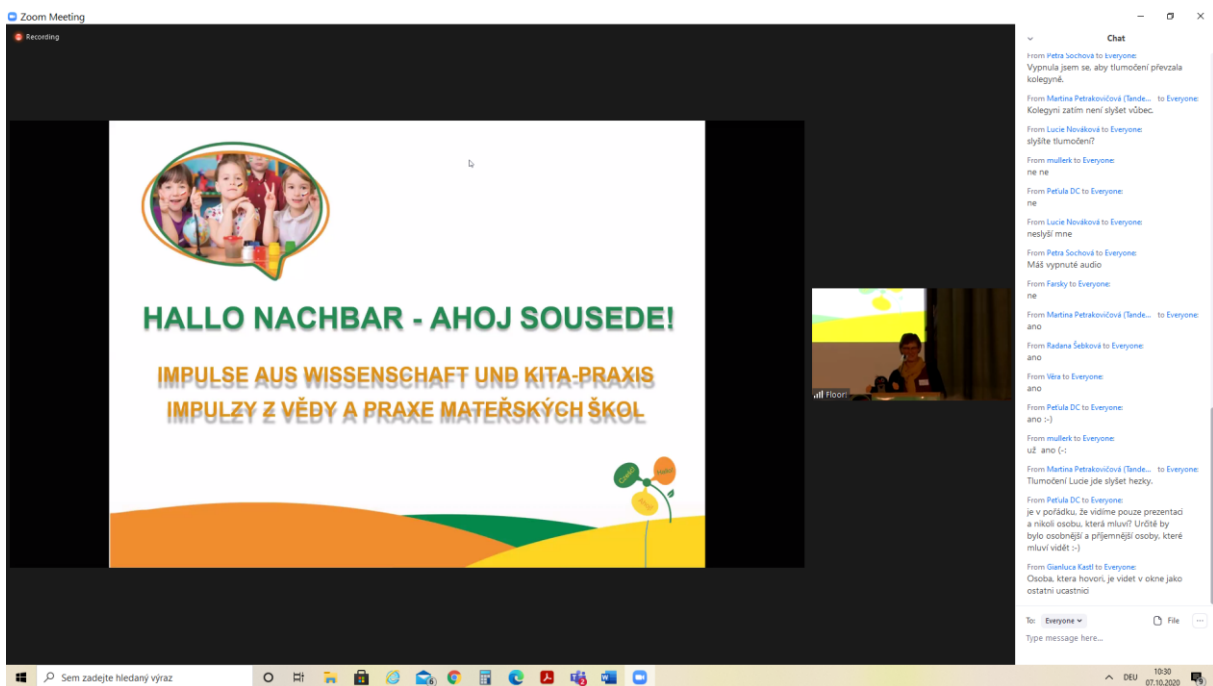 Zoom Meeting
Recording
HALLO NACHBAR - AHOJ SOUSEDE!
IMPULSE AUS WISSENSCHAFT UND KITA-PRAXIS
IMPULZY Z VĚDY A PRAXE MATEŘSKÝCH ŠKOL
Ahoj!
Hallo!
Floor!
Chat
From Petra Sochová to Everyone:
Vypnula jsem se, aby tlumočení převzala
kolegyně.
From Martina Petrakovičová (Tande... to Everyone:
Kolegyni zatím není slyšet vůbec.
From Lucie Nováková to Everyone:
slyšíte tlumočení?
From mullerk to Everyone:
ne ne
From Peťula DC to Everyone:
ne
From Lucie Nováková to Everyone:
neslyší mne
From Petra Sochová to Everyone:
Máš vypnuté audio
From Farsky to Everyone:
ne
From Martina Petrakovičová (Tande... to Everyone:
ano
From Radana Šebková to Everyone:
ano
From Věra to Everyone:
ano
From Peťula DC to Everyone:
ano :-)
From mullerk to Everyone:
už ano (-:
From Martina Petrakovičová (Tande... to Everyone:
Tlumočení Lucie jde slyšet hezky.
From Peťula DC to Everyone:
je v pořádku, že vidíme pouze prezentaci
a nikoli osobu, která mluví? Určitě by
bylo osobnější a příjemnější osoby, které
mluví vidět :-)
From Gianluca Kastl to Everyone:
Osoba, ktera hovori, je videt v okne jako
ostatni ucastnici
To: Everyone
File
Type message here...
Sem zadejte hledaný výraz
DEU
10:30
07.10.2020